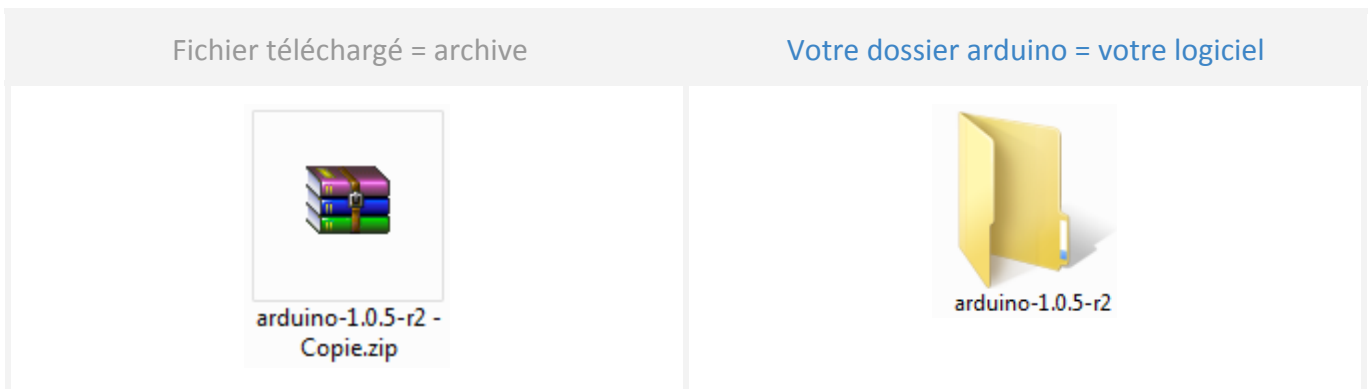 Fichier téléchargé = archive
Votre dossier arduino = votre logiciel
arduino-1.0.5-r2 -
Copie.zip
arduino-1.0.5-r2